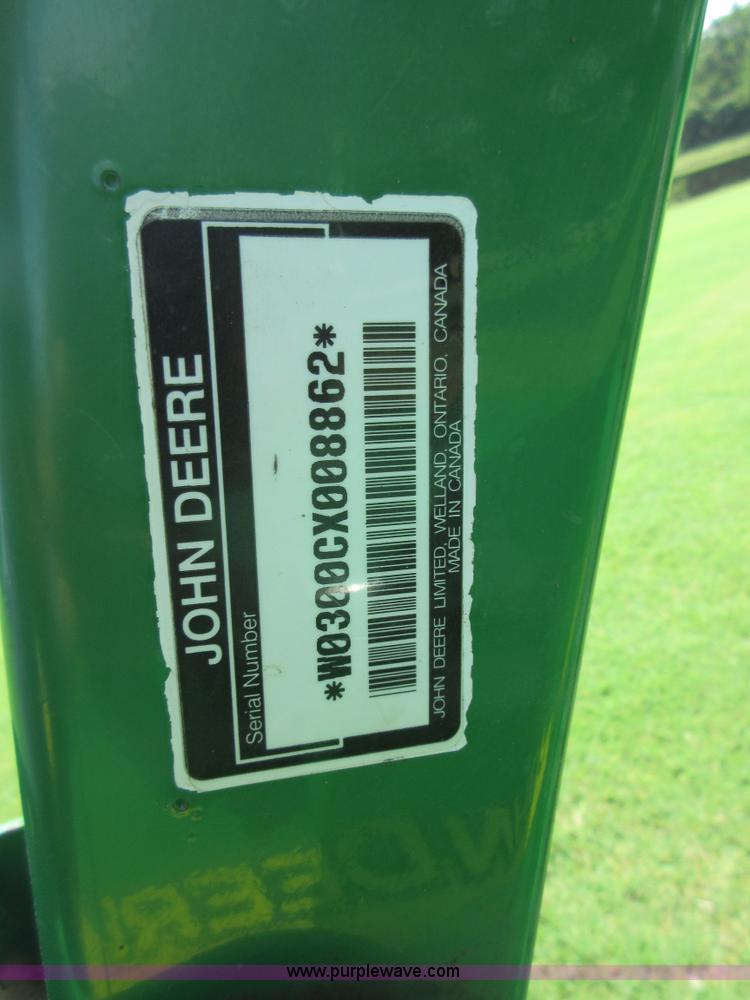 JOHN DEERE
Serial Number
*W0300CX008862*
JOHN DEERE LIMITED, WELLAND, ONTARIO, CANADA
MADE IN CANADA
www.purplewave.com